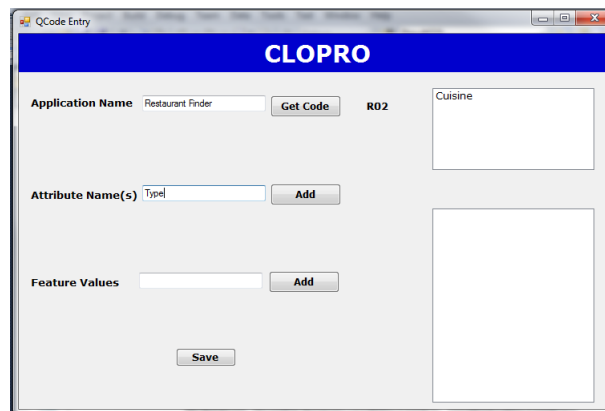 QCode Entry
CLOPRO
Application Name Restaurant Finder Get Code R02 Cuisine
Attribute Name(s) Type Add
Feature Values Add
Save